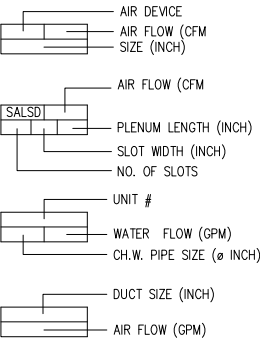 AIR DEVICE
AIR FLOW (CFM
SIZE (INCH)
AIR FLOW (CFM
SALSD
PLENUM LENGTH (INCH)
SLOT WIDTH (INCH)
NO. OF SLOTS
UNIT #
WATER FLOW (GPM)
CH.W. PIPE SIZE (ø INCH)
DUCT SIZE (INCH)
AIR FLOW (GPM)